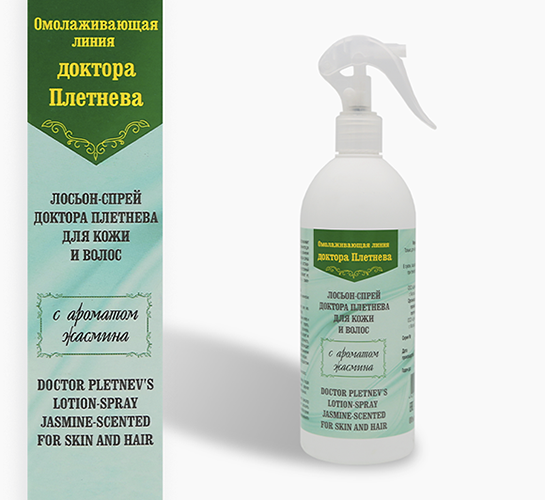 Омолаживающая
линия
доктора
Плетнева
ЛОСЬОН-СПРЕЙ
ДОКТОРА ПЛЕТНЕВА
ДЛЯ КОЖИ
И ВОЛОС
с ароматом
жасмина
DOCTOR PLETNEV'S
LOTION-SPRAY
JASMINE-SCENTED
FOR SKIN AND HAIR
Омолаживающая линия
доктора Плетнева
ЛОСЬОН-СПРЕЙ
ДОКТОРА ПЛЕТНЕВА
ДЛЯ КОЖИ
И ВОЛОС
с ароматом
жасмина
DOCTOR PLETNEV'S
LOTION-SPRAY
JASMINE-SCENTED
FOR SKIN AND HAIR